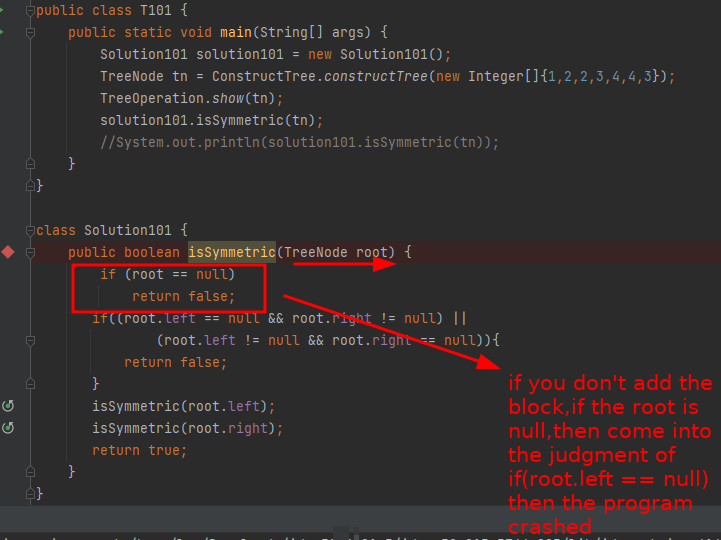 public class T101 {
public static void main(String[] args) {
Solution101 solution101 = new Solution101();
TreeNode tn = ConstructTree.constructTree(new Integer[]{1,2,2,3,4,4,3});
TreeOperation.show(tn);
solution101.isSymmetric(tn);
//System.out.println(solution101.isSymmetric(tn));
}
}
class Solution101 {
public boolean isSymmetric(TreeNode root) {
if (root == null)
return false;
if((root.left == null && root.right != null) ||
(root.left != null && root.right == null)){
return false;
}
isSymmetric(root.left);
isSymmetric(root.right);
return true;
}
}
if you don't add the
block,if the root is
null,then come into
the judgment of
if(root.left == null)
then the program
crashed